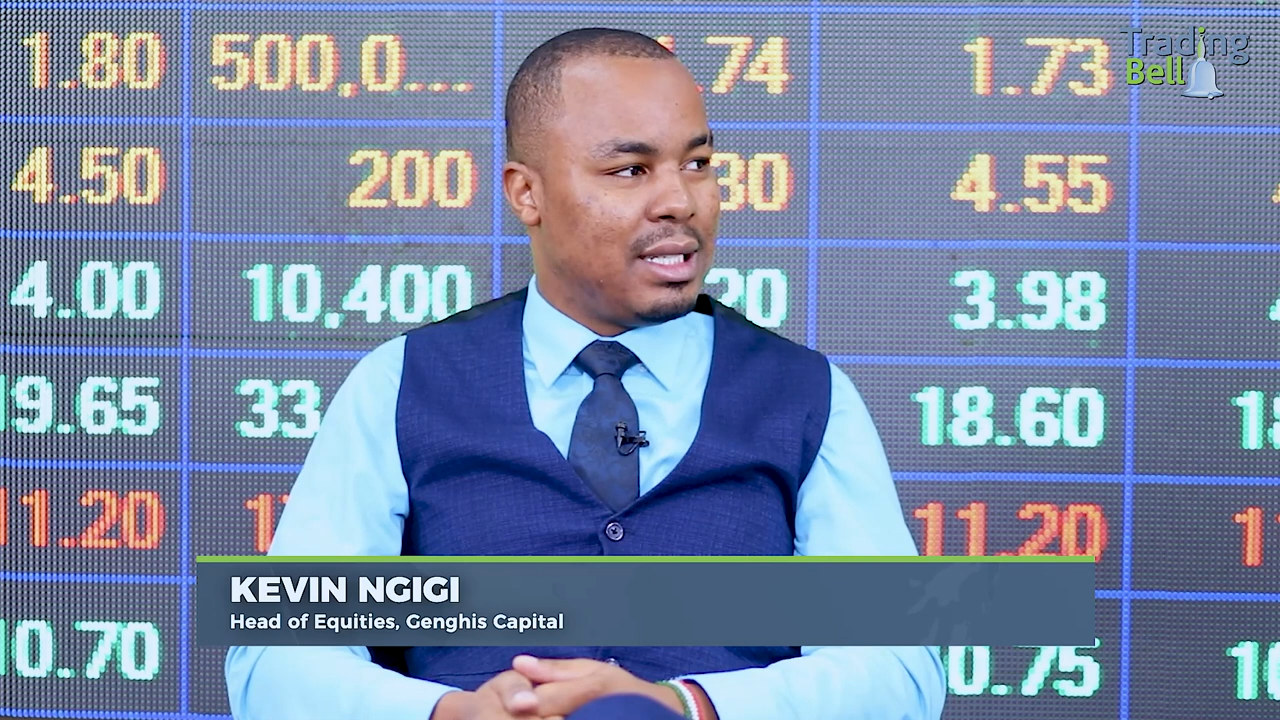 1.80 500,0... .74 1.73
Trading
Bell
4.50 200 30 4.55
4.00 10,400 20 3.98
19.65 33 18.60
11.20 11.20
10.70 0.75
KEVIN NGIGI
Head of Equities, Genghis Capital